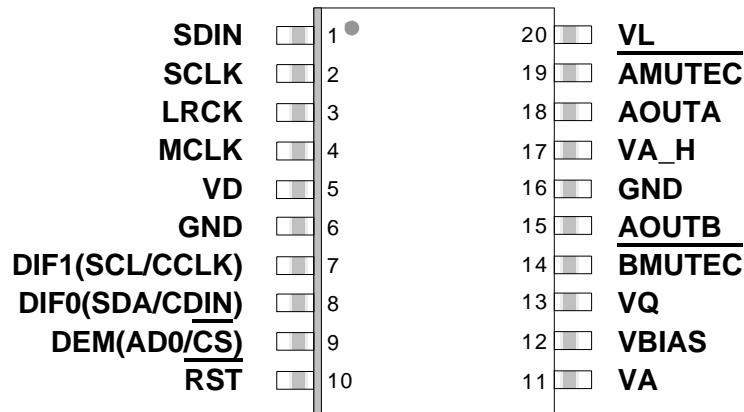 SDIN 1 20 VL
SCLK 2 19 AMUTEC
LRCK 3 18 AOUTA
MCLK 4 17 VA_H
VD 5 16 GND
GND 6 15 AOUTB
DIF1(SCL/CCLK) 7 14 BMUTEC
DIF0(SDA/CDIN) 8 13 VQ
DEM(AD0/CS) 9 12 VBIAS
RST 10 11 VA